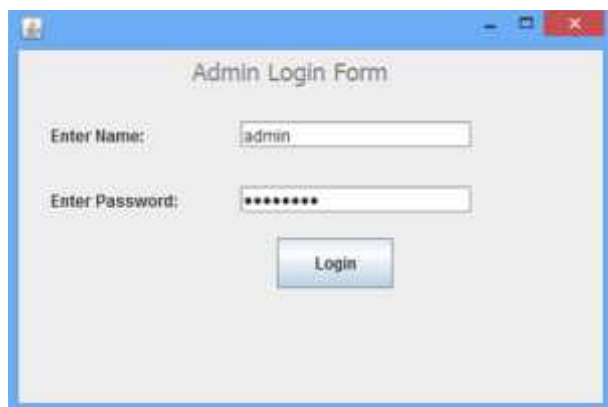 Admin Login Form
Enter Name: admin
Enter Password: ••••••••
Login